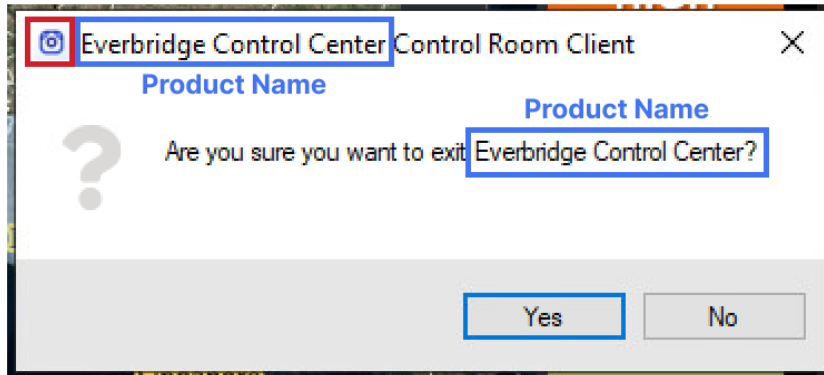 Everbridge Control Center Control Room Client
Product Name
Product Name
Are you sure you want to exit Everbridge Control Center?
Yes
No